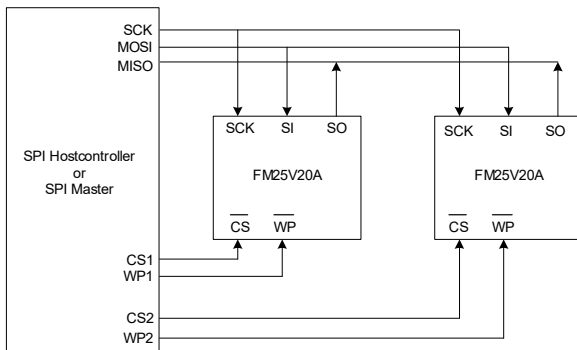 SCK
MOSI
MISO
SPI Hostcontroller
or
SPI Master
CS1
WP1
CS2
WP2
SCK SI SO
FM25V20A
CS WP
SCK SI SO
FM25V20A
CS WP